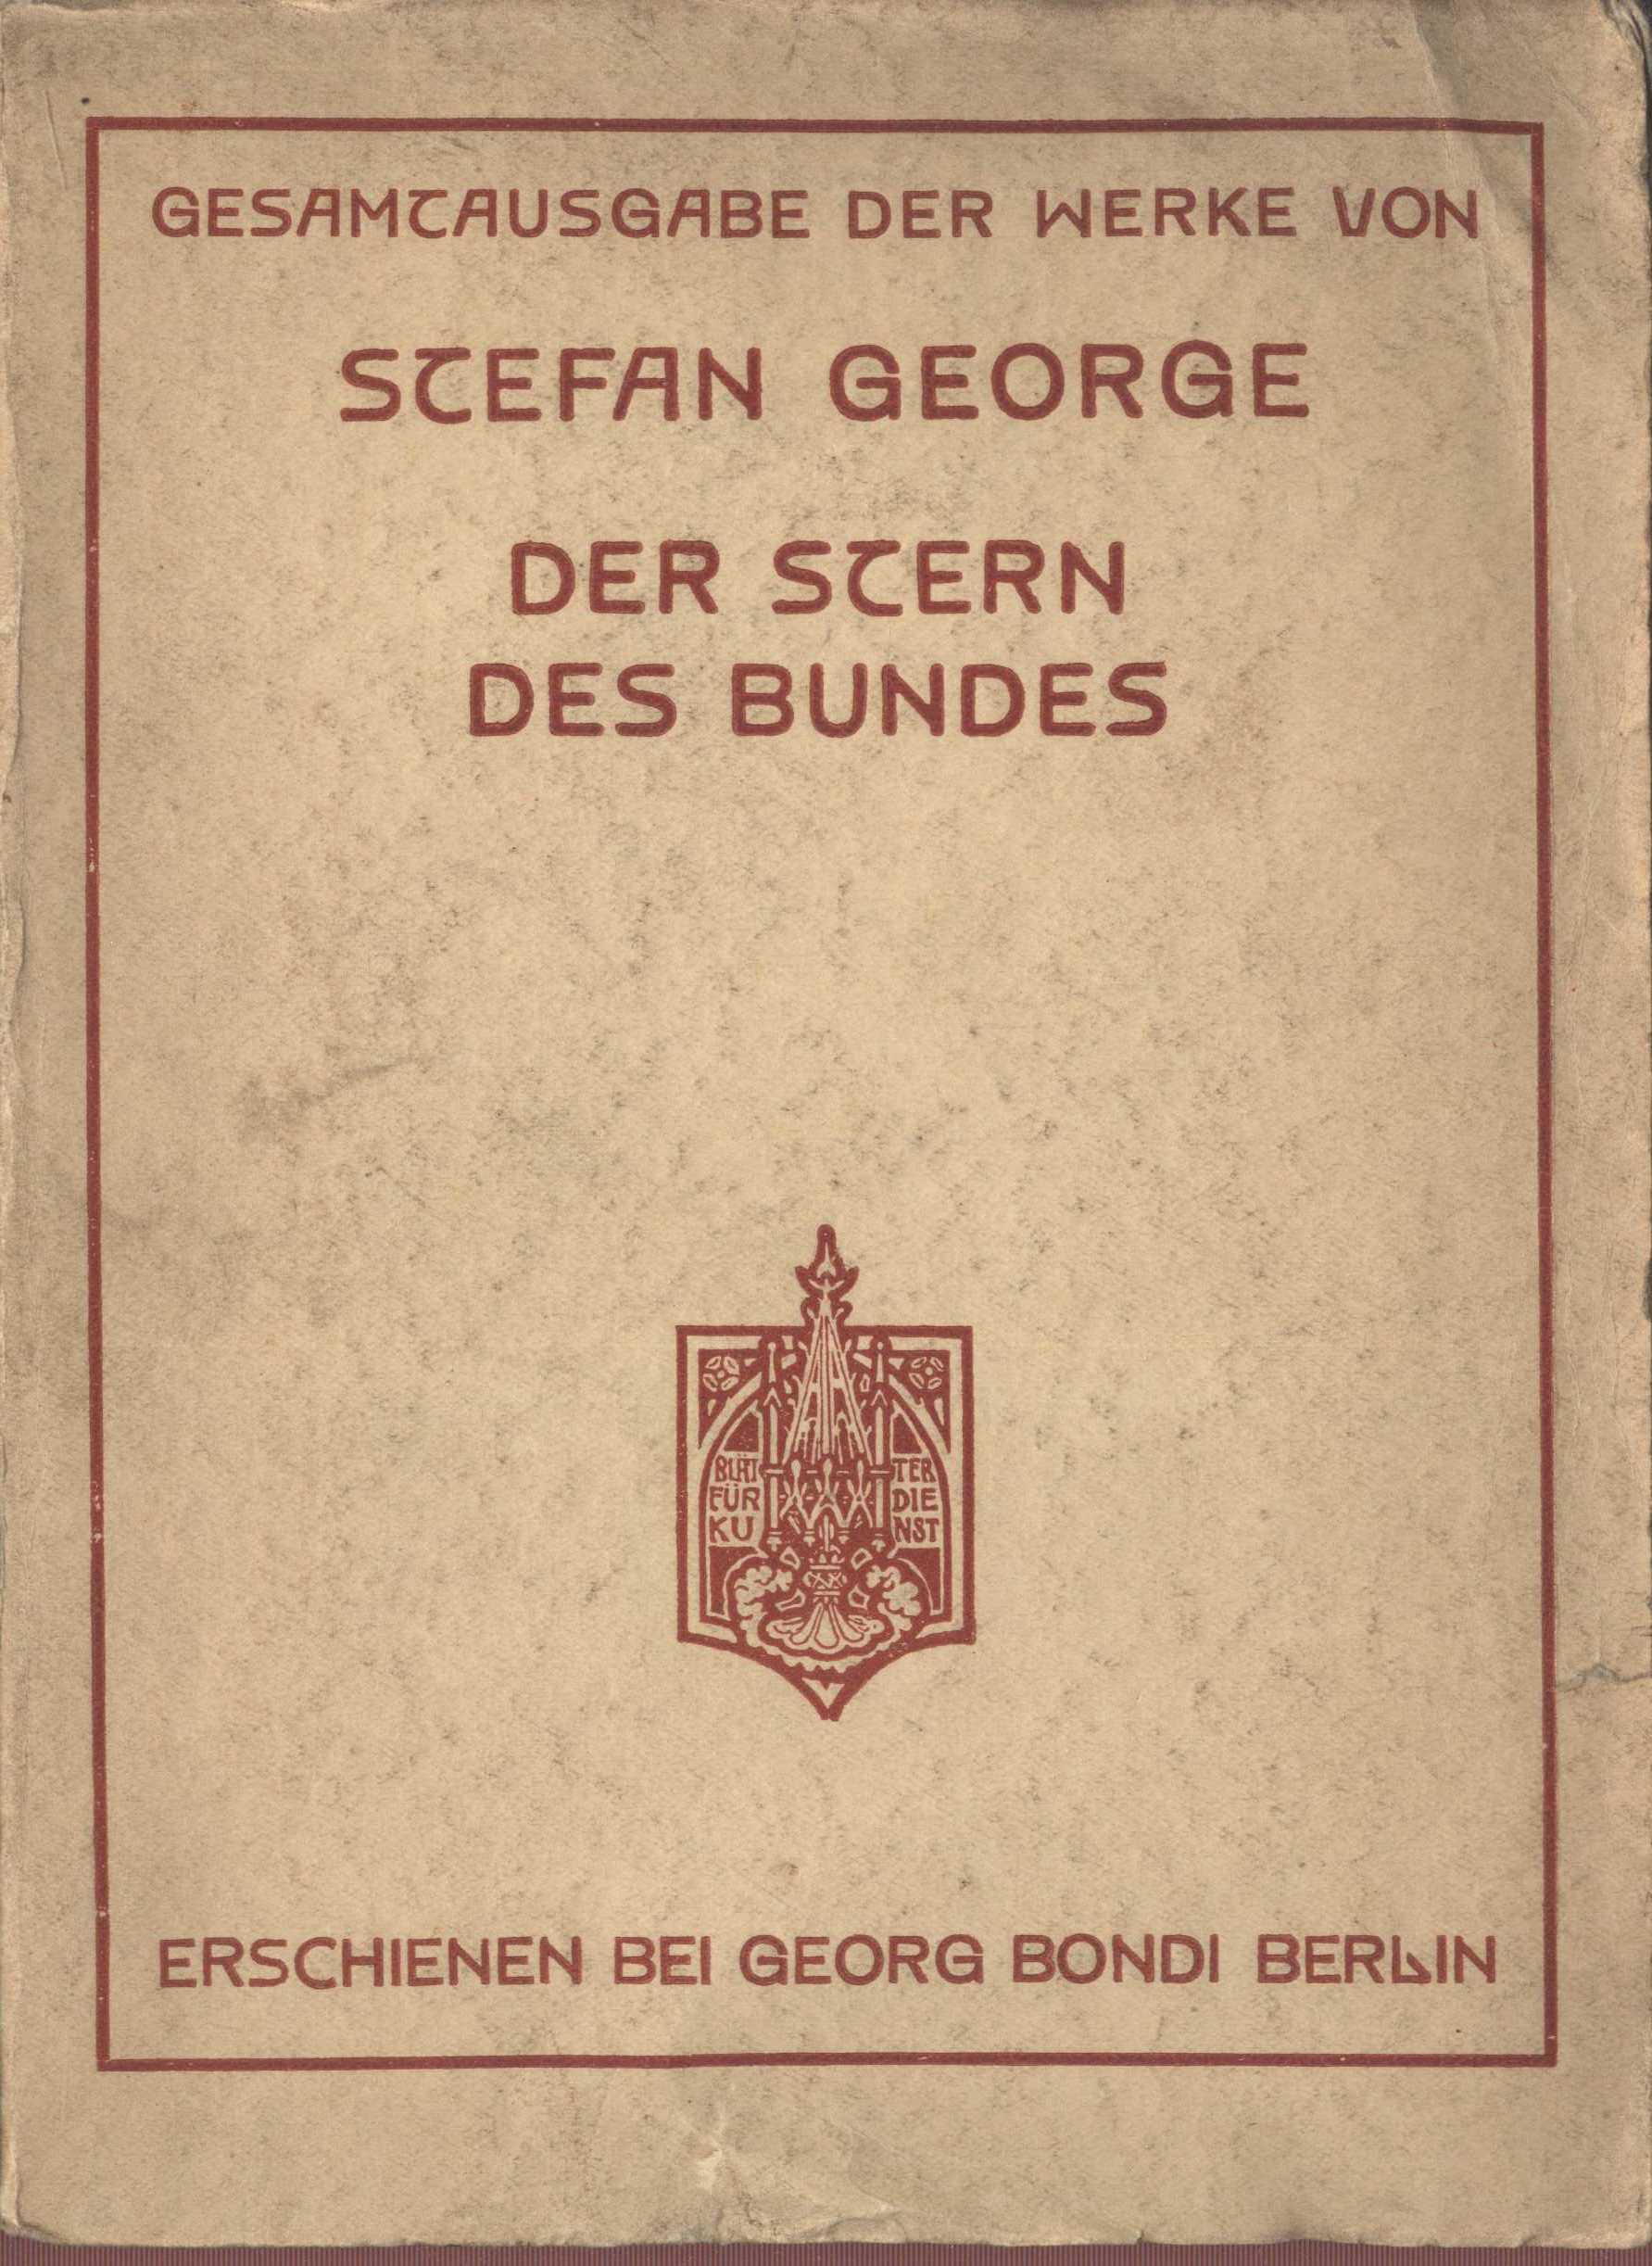 GESAMTAUSGABE DER WERKE VON
STEFAN GEORGE
DER STERN
DES BUNDES
BLÄT TER
FÜR DIE
KU NST
ERSCHIENEN BEI GEORG BONDI BERLIN